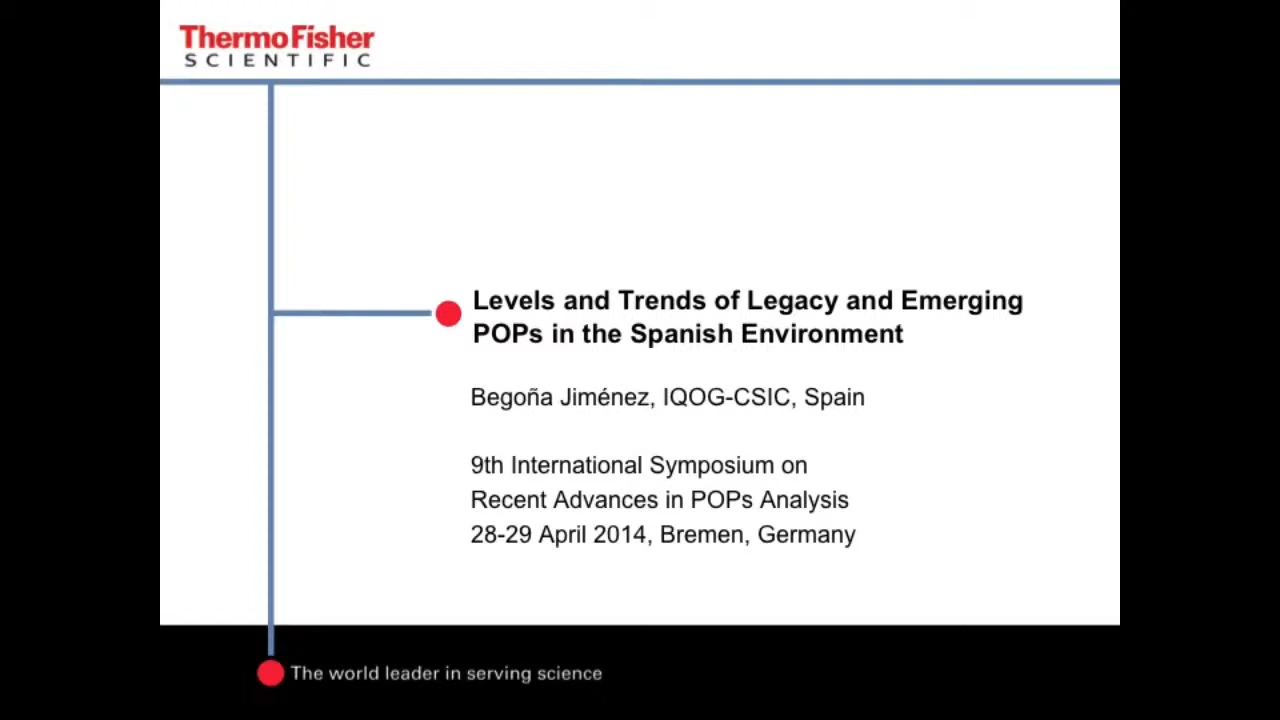 ThermoFisher
SCIENTIFIC
Levels and Trends of Legacy and Emerging
POPs in the Spanish Environment
Begoña Jiménez, IQOG-CSIC, Spain
9th International Symposium on
Recent Advances in POPs Analysis
28-29 April 2014, Bremen, Germany
The world leader in serving science